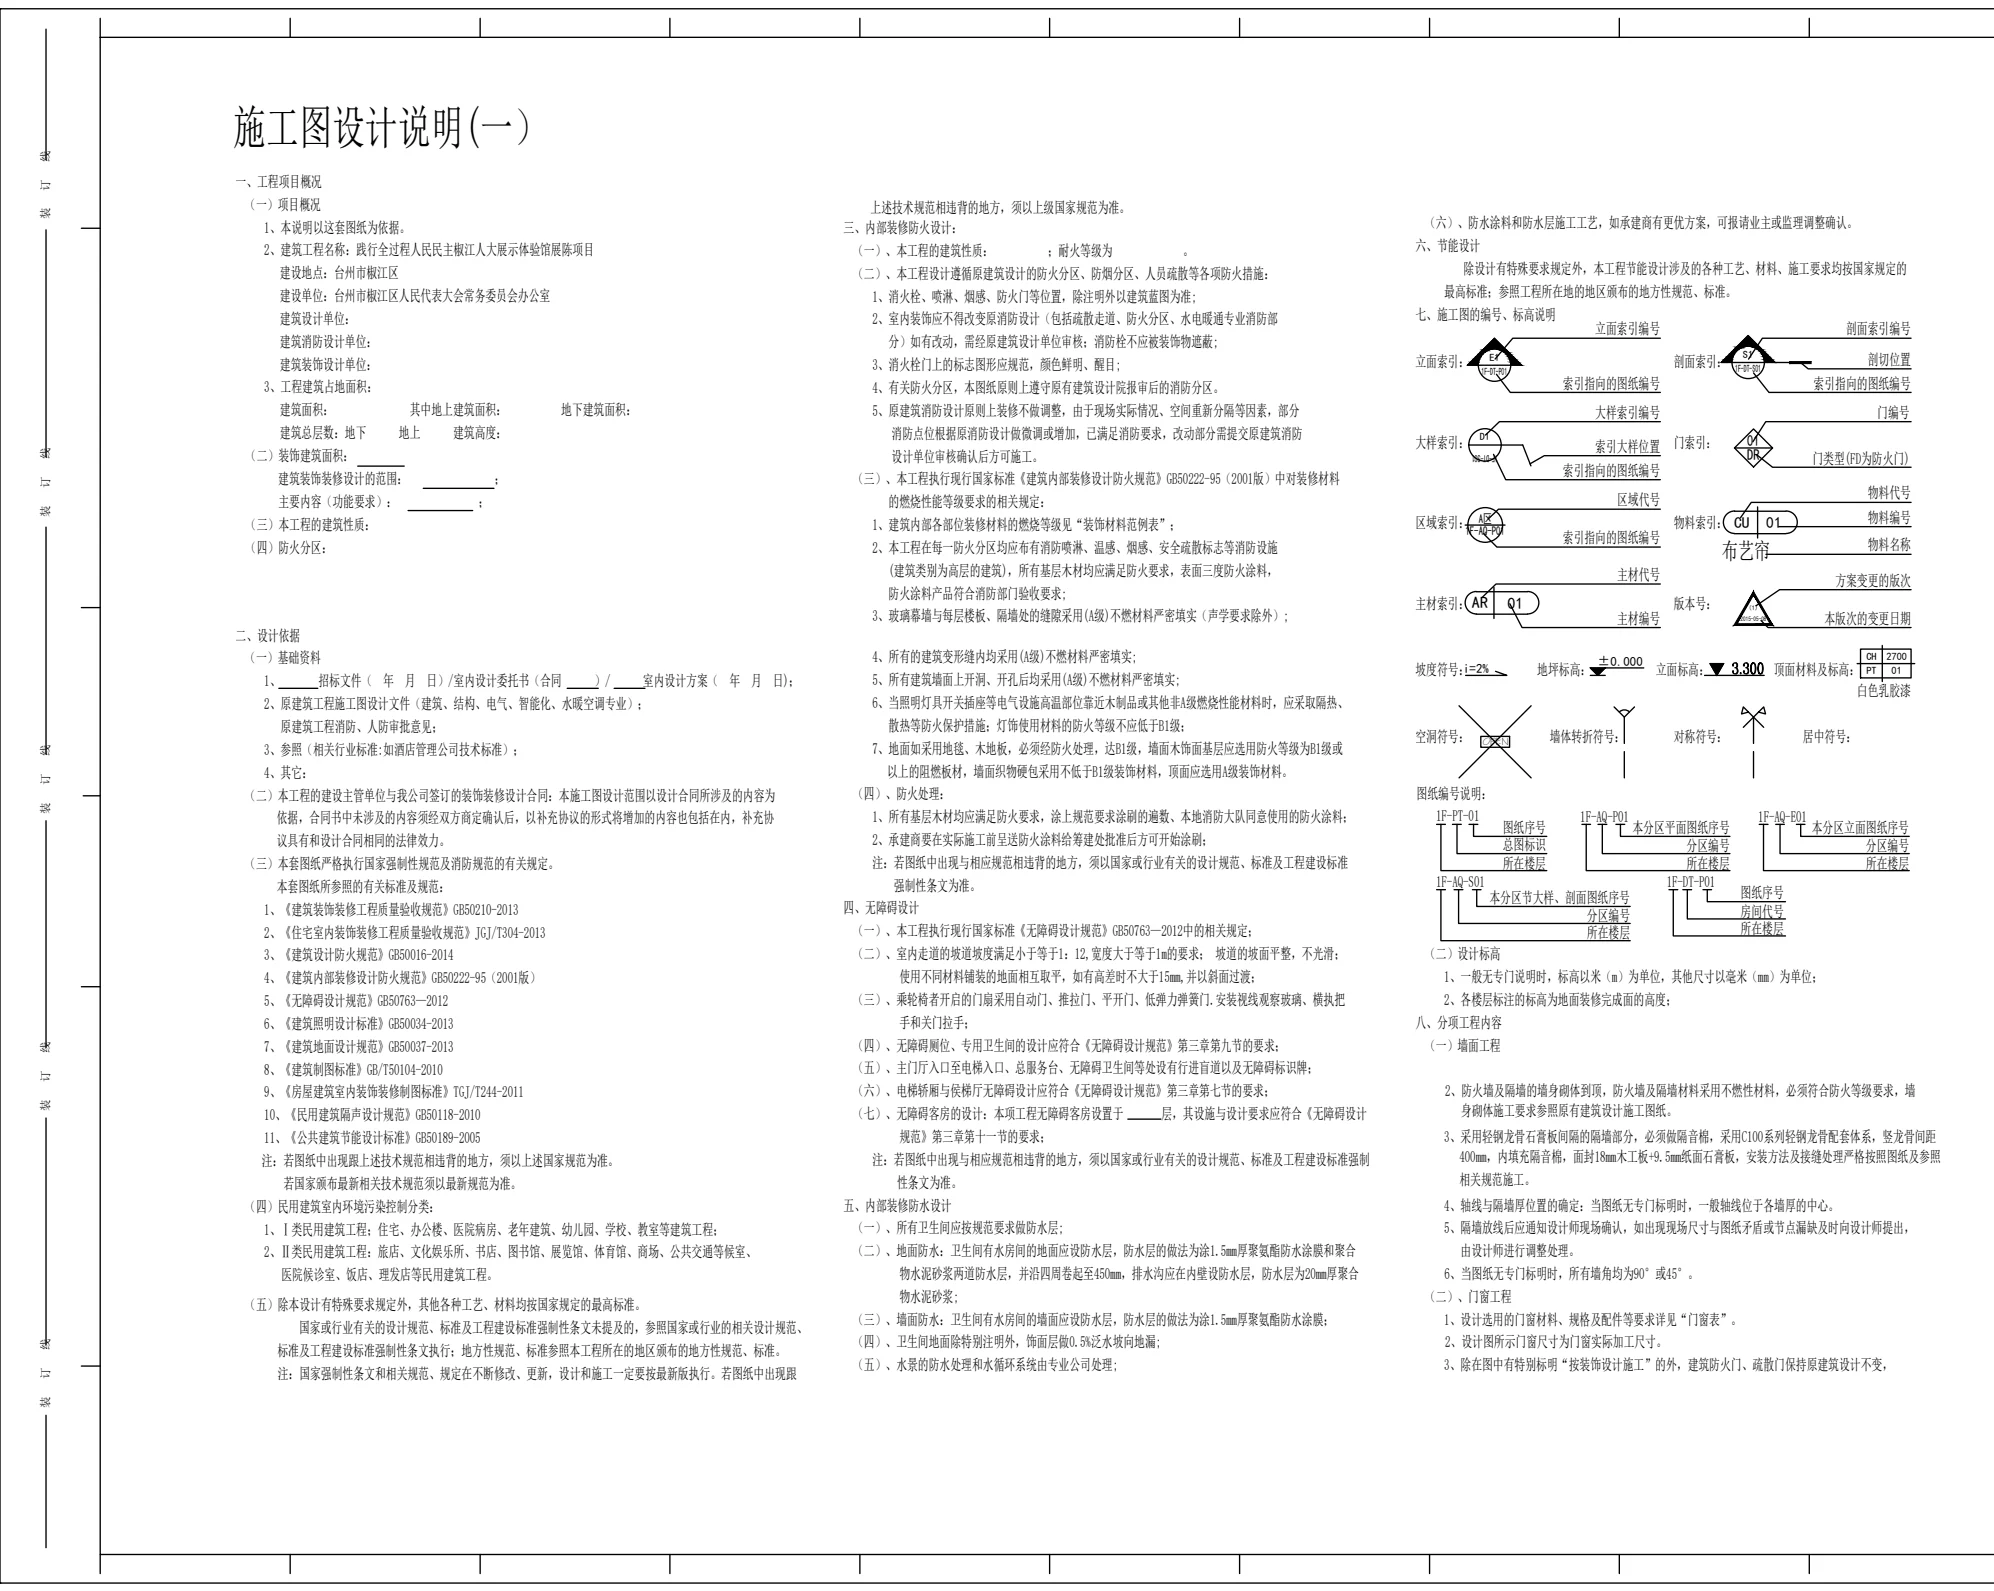 施工图设计说明(一)
一、工程项目概况
（一）项目概况
1、本说明以这套图纸为依据。
2、建筑工程名称：践行全过程人民民主椒江人大展示体验馆展陈项目
建设地点：台州市椒江区
建设单位：台州市椒江区人民代表大会常务委员会办公室
建筑设计单位：
建筑消防设计单位：
建筑装饰设计单位：
3、工程建筑占地面积：
建筑面积： 其中地上建筑面积： 地下建筑面积：
建筑总层数：地下 地上 建筑高度：
（二）装饰建筑面积：
建筑装饰装修设计的范围： ；
主要内容（功能要求）； ；
（三）本工程的建筑性质：
（四）防火分区：
二、设计依据
（一）基础资料
1、______招标文件（ 年 月 日）/室内设计委托书（合同 _____）/ _____室内设计方案（ 年 月 日)；
2、原建筑工程施工图设计文件（建筑、结构、电气、智能化、水暖空调专业）；
原建筑工程消防、人防审批意见；
3、参照（相关行业标准:如酒店管理公司技术标准）；
4、其它：
（二）本工程的建设主管单位与我公司签订的装饰装修设计合同：本施工图设计范围以设计合同所涉及的内容为
依据，合同书中未涉及的内容须经双方商定确认后，以补充协议的形式将增加的内容也包括在内，补充协
议具有和设计合同相同的法律效力。
（三）本套图纸严格执行国家强制性规范及消防规范的有关规定。
本套图纸所参照的有关标准及规范：
1、《建筑装饰装修工程质量验收规范》GB50210-2013
2、《住宅室内装饰装修工程质量验收规范》JGJ/T304-2013
3、《建筑设计防火规范》GB50016-2014
4、《建筑内部装修设计防火规范》GB50222-95（2001版）
5、《无障碍设计规范》GB50763—2012
6、《建筑照明设计标准》GB50034-2013
7、《建筑地面设计规范》GB50037-2013
8、《建筑制图标准》GB/T50104-2010
9、《房屋建筑室内装饰装修制图标准》TGJ/T244-2011
10、《民用建筑隔声设计规范》GB50118-2010
11、《公共建筑节能设计标准》GB50189-2005
注：若图纸中出现跟上述技术规范相违背的地方，须以上述国家规范为准。
若国家颁布最新相关技术规范须以最新规范为准。
（四）民用建筑室内环境污染控制分类：
1、Ⅰ类民用建筑工程；住宅、办公楼、医院病房、老年建筑、幼儿园、学校、教室等建筑工程；
2、Ⅱ类民用建筑工程：旅店、文化娱乐所、书店、图书馆、展览馆、体育馆、商场、公共交通等候室、
医院候诊室、饭店、理发店等民用建筑工程。
（五）除本设计有特殊要求规定外，其他各种工艺、材料均按国家规定的最高标准。
国家或行业有关的设计规范、标准及工程建设标准强制性条文未提及的，参照国家或行业的相关设计规范、
标准及工程建设标准强制性条文执行；地方性规范、标准参照本工程所在的地区颁布的地方性规范、标准。
注：国家强制性条文和相关规范、规定在不断修改、更新，设计和施工一定要按最新版执行。若图纸中出现跟
上述技术规范相违背的地方，须以上级国家规范为准。
三、内部装修防火设计：
（一）、本工程的建筑性质： ；耐火等级为 。
（二）、本工程设计遵循原建筑设计的防火分区、防烟分区、人员疏散等各项防火措施：
1、消火栓、喷淋、烟感、防火门等位置，除注明外以建筑蓝图为准；
2、室内装饰应不得改变原消防设计（包括疏散走道、防火分区、水电暖通专业消防部
分）如有改动，需经原建筑设计单位审核；消防栓不应被装饰物遮蔽；
3、消火栓门上的标志图形应规范，颜色鲜明、醒目；
4、有关防火分区，本图纸原则上遵守原有建筑设计院报审后的消防分区。
5、原建筑消防设计原则上装修不做调整，由于现场实际情况、空间重新分隔等因素，部分
消防点位根据原消防设计做微调或增加，已满足消防要求，改动部分需提交原建筑消防
设计单位审核确认后方可施工。
（三）、本工程执行现行国家标准《建筑内部装修设计防火规范》GB50222-95（2001版）中对装修材料
的燃烧性能等级要求的相关规定：
1、建筑内部各部位装修材料的燃烧等级见“装饰材料范例表”；
2、本工程在每一防火分区均应布有消防喷淋、温感、烟感、安全疏散标志等消防设施
(建筑类别为高层的建筑)，所有基层木材均应满足防火要求，表面三度防火涂料，
防火涂料产品符合消防部门验收要求；
3、玻璃幕墙与每层楼板、隔墙处的缝隙采用(A级)不燃材料严密填实（声学要求除外）；
4、所有的建筑变形缝内均采用(A级)不燃材料严密填实；
5、所有建筑墙面上开洞、开孔后均采用(A级)不燃材料严密填实；
6、当照明灯具开关插座等电气设施高温部位靠近木制品或其他非A级燃烧性能材料时，应采取隔热、
散热等防火保护措施；灯饰使用材料的防火等级不应低于B1级；
7、地面如采用地毯、木地板，必须经防火处理，达B1级，墙面木饰面基层应选用防火等级为B1级或
以上的阻燃板材，墙面织物硬包采用不低于B1级装饰材料，顶面应选用A级装饰材料。
（四）、防火处理：
1、所有基层木材均应满足防火要求，涂上规范要求涂刷的遍数、本地消防大队同意使用的防火涂料；
2、承建商要在实际施工前呈送防火涂料给筹建处批准后方可开始涂刷；
注：若图纸中出现与相应规范相违背的地方，须以国家或行业有关的设计规范、标准及工程建设标准
强制性条文为准。
四、无障碍设计
（一）、本工程执行现行国家标准《无障碍设计规范》GB50763—2012中的相关规定；
（二）、室内走道的坡道坡度满足小于等于1：12,宽度大于等于1m的要求； 坡道的坡面平整，不光滑；
使用不同材料铺装的地面相互取平，如有高差时不大于15mm,并以斜面过渡；
（三）、乘轮椅者开启的门扇采用自动门、推拉门、平开门、低弹力弹簧门.安装视线观察玻璃、横执把
手和关门拉手；
（四）、无障碍厕位、专用卫生间的设计应符合《无障碍设计规范》第三章第九节的要求；
（五）、主门厅入口至电梯入口、总服务台、无障碍卫生间等处设有行进盲道以及无障碍标识牌；
（六）、电梯轿厢与侯梯厅无障碍设计应符合《无障碍设计规范》第三章第七节的要求；
（七）、无障碍客房的设计：本项工程无障碍客房设置于 _____层，其设施与设计要求应符合《无障碍设计
规范》第三章第十一节的要求；
注：若图纸中出现与相应规范相违背的地方，须以国家或行业有关的设计规范、标准及工程建设标准强制
性条文为准。
五、内部装修防水设计
（一）、所有卫生间应按规范要求做防水层；
（二）、地面防水：卫生间有水房间的地面应设防水层，防水层的做法为涂1.5mm厚聚氨酯防水涂膜和聚合
物水泥砂浆两道防水层，并沿四周卷起至450mm，排水沟应在内壁设防水层，防水层为20mm厚聚合
物水泥砂浆；
（三）、墙面防水：卫生间有水房间的墙面应设防水层，防水层的做法为涂1.5mm厚聚氨酯防水涂膜；
（四）、卫生间地面除特别注明外，饰面层做0.5%泛水坡向地漏；
（五）、水景的防水处理和水循环系统由专业公司处理；
（六）、防水涂料和防水层施工工艺，如承建商有更优方案，可报请业主或监理调整确认。
六、节能设计
除设计有特殊要求规定外，本工程节能设计涉及的各种工艺、材料、施工要求均按国家规定的
最高标准；参照工程所在地的地区颁布的地方性规范、标准。
七、施工图的编号、标高说明
立面索引： E1 1F-DT-P01 立面索引编号 索引指向的图纸编号
剖面索引： S1 1F-DT-S01 剖面索引编号 剖切位置 索引指向的图纸编号
大样索引： D1 大样索引编号 索引大样位置 索引指向的图纸编号
门索引： 01 DR 门编号 门类型(FD为防火门)
区域索引： A区 1F-AQ-P01 区域代号 索引指向的图纸编号
物料索引： CU 01 布艺帘 物料代号 物料编号 物料名称
主材索引： AR 01 主材代号 主材编号
版本号： 方案变更的版次 本版次的变更日期
坡度符号：i=2% 地坪标高：±0.000 立面标高：3.300 顶面材料及标高： CH 2700 PT 01
白色乳胶漆
空洞符号： 墙体转折符号： 对称符号： 居中符号：
图纸编号说明：
1F-PT-01 图纸序号 总图标识 所在楼层
1F-AQ-P01 本分区平面图纸序号 分区编号 所在楼层
1F-AQ-E01 本分区立面图纸序号 分区编号 所在楼层
1F-AQ-S01 本分区节大样、剖面图纸序号 分区编号 所在楼层
1F-DT-P01 图纸序号 房间代号 所在楼层
（二）设计标高
1、一般无专门说明时，标高以米（m）为单位，其他尺寸以毫米（mm）为单位；
2、各楼层标注的标高为地面装修完成面的高度；
八、分项工程内容
（一）墙面工程
2、防火墙及隔墙的墙身砌体到顶，防火墙及隔墙材料采用不燃性材料，必须符合防火等级要求，墙
身砌体施工要求参照原有建筑设计施工图纸。
3、采用轻钢龙骨石膏板间隔的隔墙部分，必须做隔音棉，采用C100系列轻钢龙骨配套体系，竖龙骨间距
400mm，内填充隔音棉，面封18mm木工板+9.5mm纸面石膏板，安装方法及接缝处理严格按照图纸及参照
相关规范施工。
4、轴线与隔墙厚位置的确定：当图纸无专门标明时，一般轴线位于各墙厚的中心。
5、隔墙放线后应通知设计师现场确认，如出现现场尺寸与图纸矛盾或节点漏缺及时向设计师提出，
由设计师进行调整处理。
6、当图纸无专门标明时，所有墙角均为90°或45°。
（二）、门窗工程
1、设计选用的门窗材料、规格及配件等要求详见“门窗表”。
2、设计图所示门窗尺寸为门窗实际加工尺寸。
3、除在图中有特别标明“按装饰设计施工”的外，建筑防火门、疏散门保持原建筑设计不变，
装 订 线
装 订 线
装 订 线
装 订 线
装 订 线